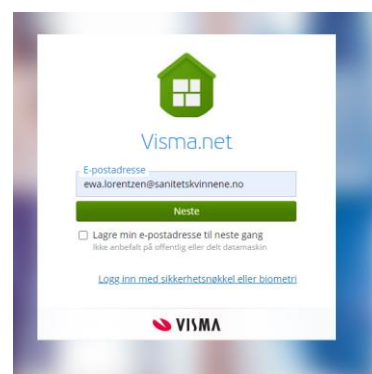 Visma.net
E-postadresse
ewa.lorentzen@sanitetskvinnene.no
Neste
Lagre min e-postadresse til neste gang
Ikke anbefalt på offentlig eller delt datamaskin
Logg inn med sikkerhetsnøkkel eller biometri
VISMA